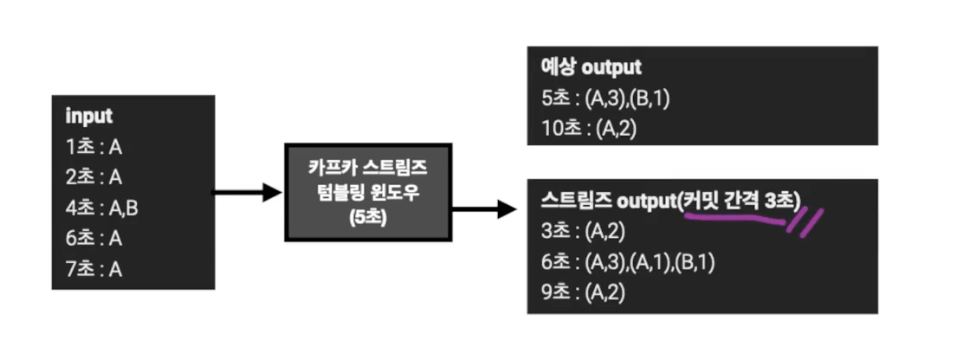 input
1초 : A
2초 : A
4초 : A,B
6초 : A
7초 : A
카프카 스트림즈
텀블링 윈도우
(5초)
예상 output
5초 : (A,3),(B,1)
10초 : (A,2)
스트림즈 output(커밋 간격 3초)
3초 : (A,2)
6초 : (A,3),(A,1),(B,1)
9초 : (A,2)